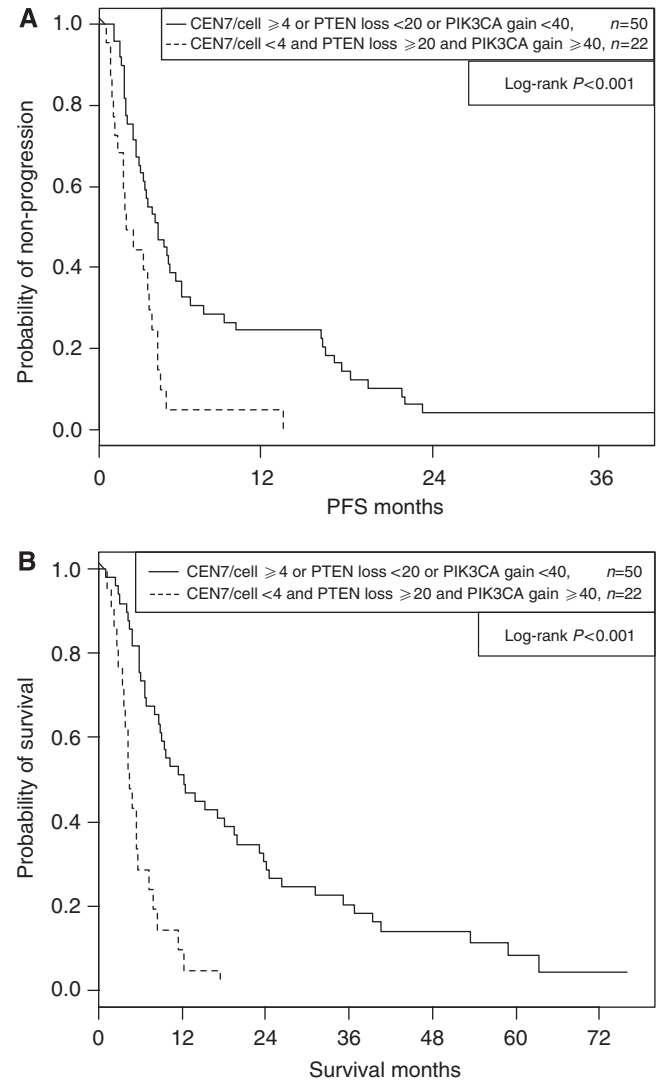 A
CEN7/cell ⩾4 or PTEN loss <20 or PIK3CA gain <40, n=50
CEN7/cell <4 and PTEN loss ⩾20 and PIK3CA gain ⩾40, n=22
Log-rank P<0.001
Probability of non-progression
1.0
0.8
0.6
0.4
0.2
0.0
0 12 24 36
PFS months
B
CEN7/cell ⩾4 or PTEN loss <20 or PIK3CA gain <40, n=50
CEN7/cell <4 and PTEN loss ⩾20 and PIK3CA gain ⩾40, n=22
Log-rank P<0.001
Probability of survival
1.0
0.8
0.6
0.4
0.2
0.0
0 12 24 36 48 60 72
Survival months